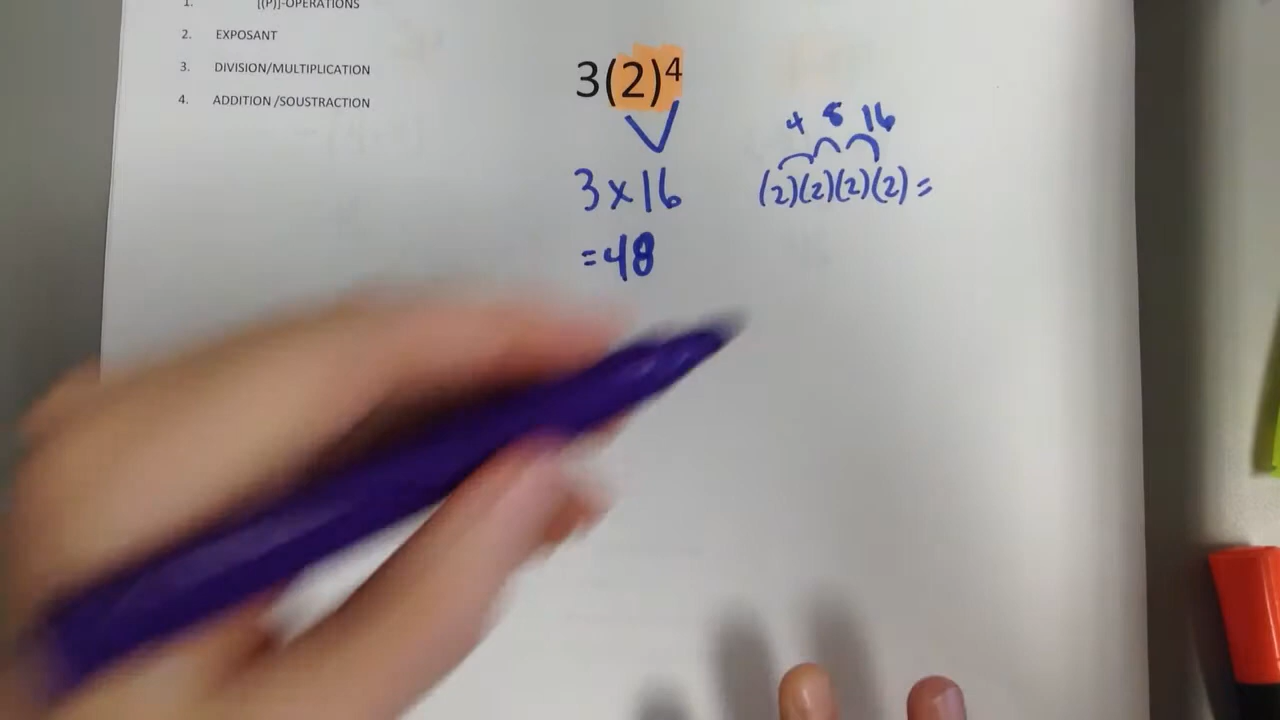 1. [(P)]-OPERATIONS
2. EXPOSANT
3. DIVISION/MULTIPLICATION
4. ADDITION /SOUSTRACTION
3(2)⁴
4 8 16
3x16 (2)(2)(2)(2)=
=48